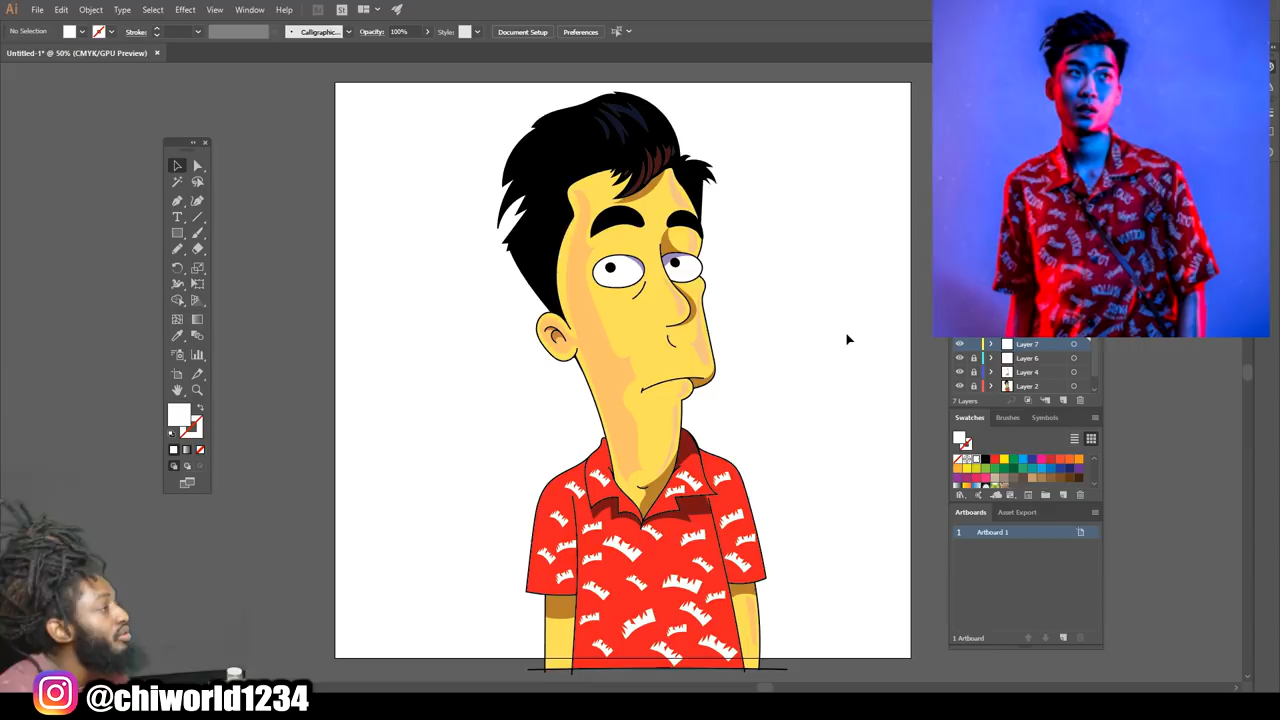 Ai File Edit Object Type Select Effect View Window Help Br St
No Selection Stroke: Calligraphic... Opacity: 100% Style: Document Setup Preferences
Untitled-1* @ 50% (CMYK/GPU Preview) ×
Layer 7
Layer 6
Layer 4
Layer 2
7 Layers
Swatches Brushes Symbols
Artboards Asset Export
1 Artboard 1
1 Artboard
@chiworld1234